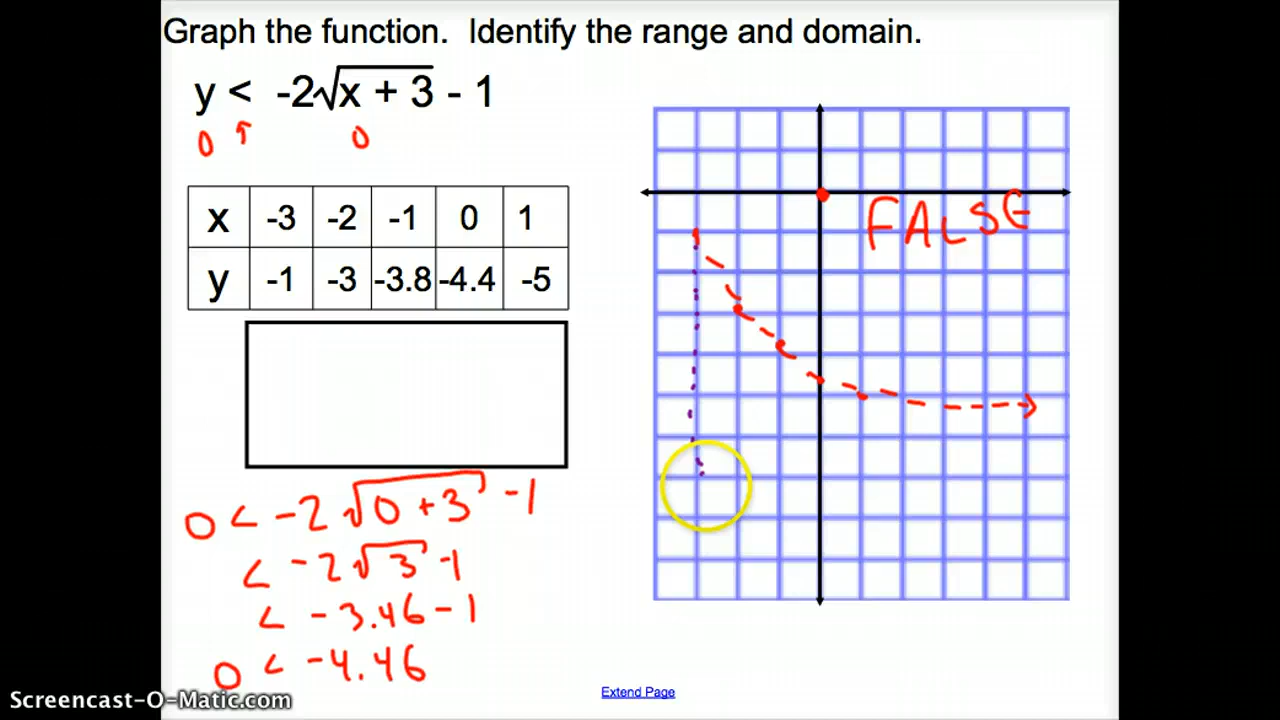 Graph the function. Identify the range and domain.
y < -2√x + 3 - 1
0 ↑ 0
x -3 -2 -1 0 1
y -1 -3 -3.8 -4.4 -5
FALSE
0 < -2√0+3 -1
< -2√3 -1
< -3.46 - 1
0 < -4.46
Extend Page
Screencast-O-Matic.com